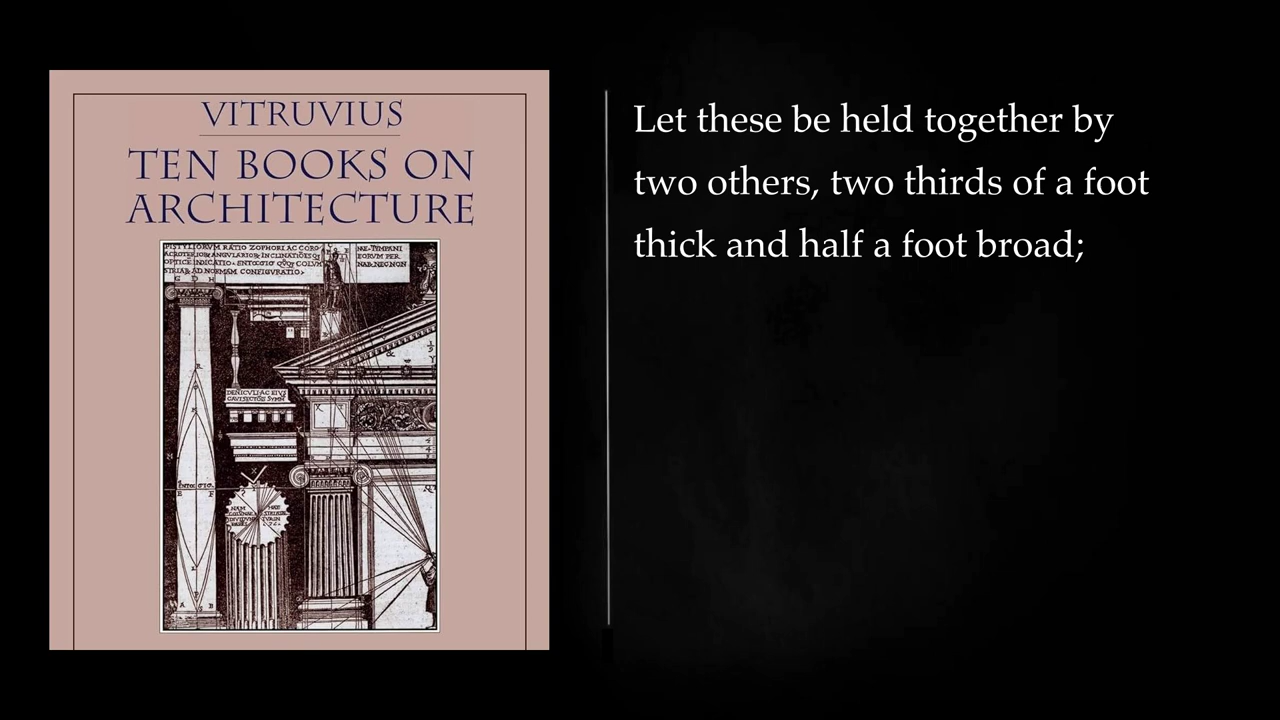 VITRUVIUS
TEN BOOKS ON
ARCHITECTURE
Let these be held together by
two others, two thirds of a foot
thick and half a foot broad;